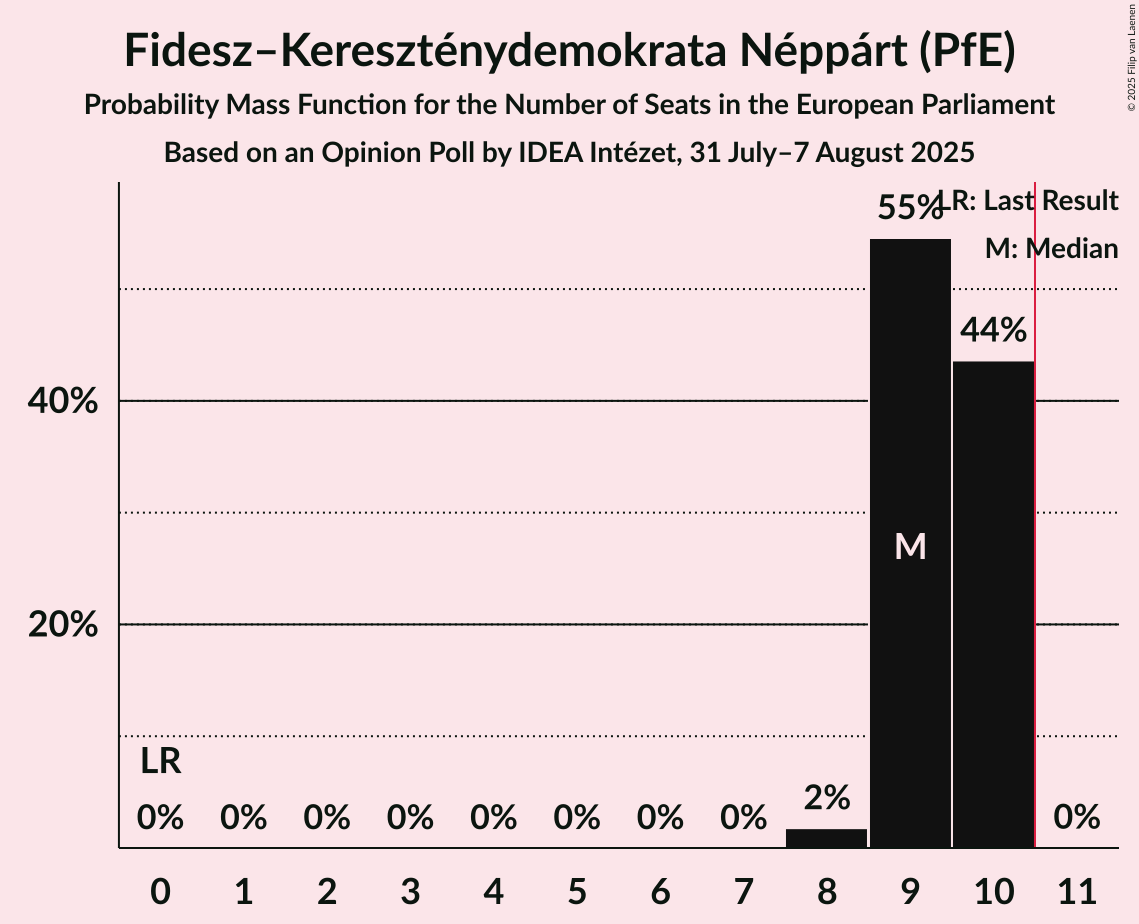 Fidesz–Kereszténydemokrata Néppárt (PfE)
Probability Mass Function for the Number of Seats in the European Parliament
Based on an Opinion Poll by IDEA Intézet, 31 July–7 August 2025
© 2025 Filip van Laenen
LR: Last Result
M: Median
55%
44%
40%
M
20%
LR
0% 0% 0% 0% 0% 0% 0% 0% 2% 0%
0 1 2 3 4 5 6 7 8 9 10 11